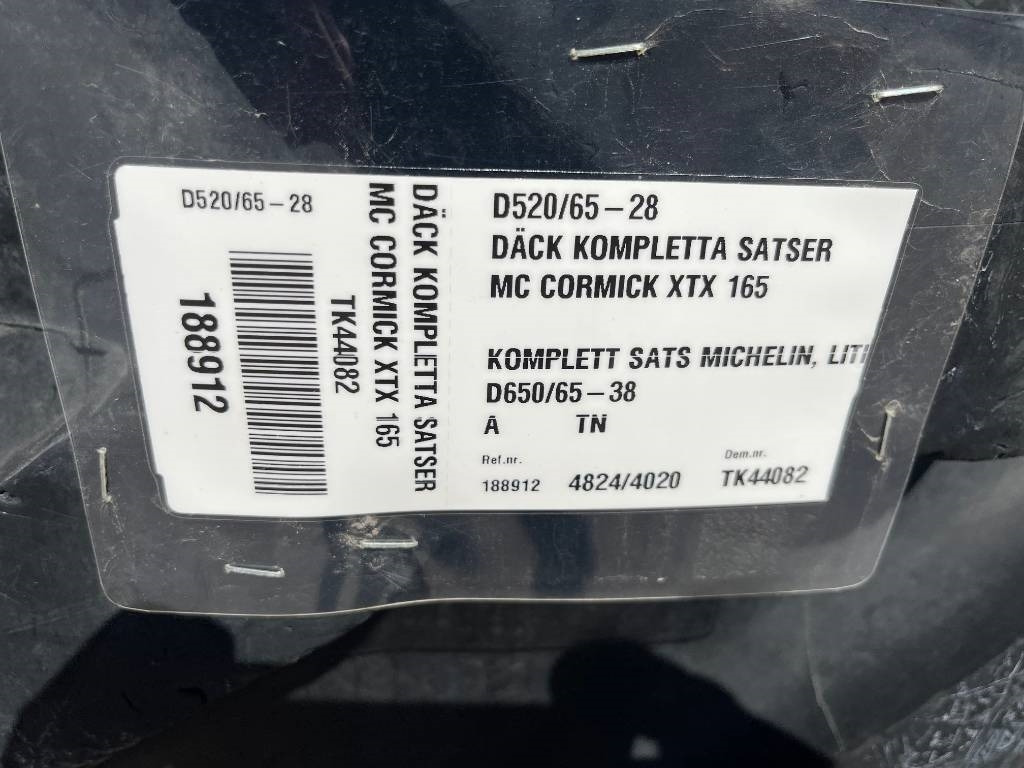 D520/65-28
188912
TK44082
MC CORMICK XTX 165
DÄCK KOMPLETTA SATSER
D520/65-28
DÄCK KOMPLETTA SATSER
MC CORMICK XTX 165
KOMPLETT SATS MICHELIN,
D650/65-38
A TN
Ref.nr. Dem.nr.
188912 4824/4020 TK44082